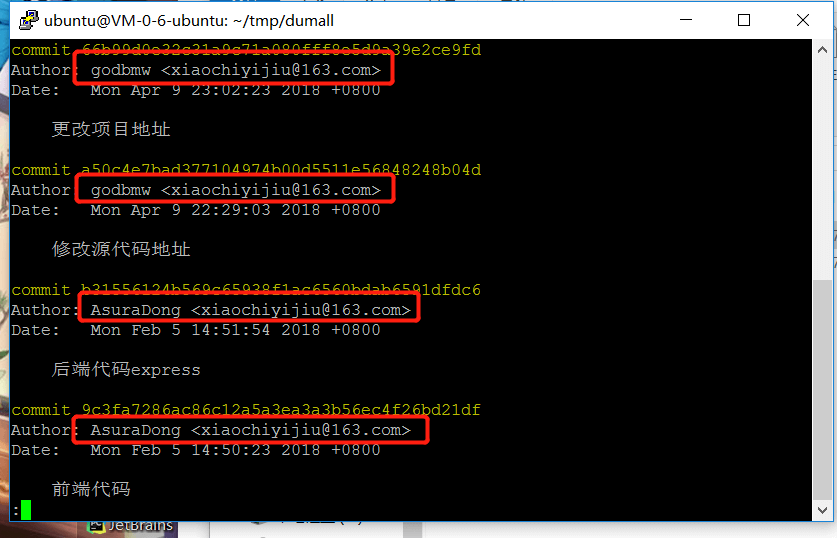 ubuntu@VM-0-6-ubuntu: ~/tmp/dumall
commit
Author: godbmw <xiaochiyijiu@163.com>
Date:   Mon Apr 9 23:02:23 2018 +0800
更改项目地址
commit a50c4e7bad377104974b00d5511e56848248b04d
Author: godbmw <xiaochiyijiu@163.com>
Date:   Mon Apr 9 22:29:03 2018 +0800
修改源代码地址
commit b31556124b569c65938f1ac6560bdab6591dfdc6
Author: AsuraDong <xiaochiyijiu@163.com>
Date:   Mon Feb 5 14:51:54 2018 +0800
后端代码express
commit 9c3fa7286ac86c12a5a3ea3a3b56ec4f26bd21df
Author: AsuraDong <xiaochiyijiu@163.com>
Date:   Mon Feb 5 14:50:23 2018 +0800
前端代码
:
JetBrains